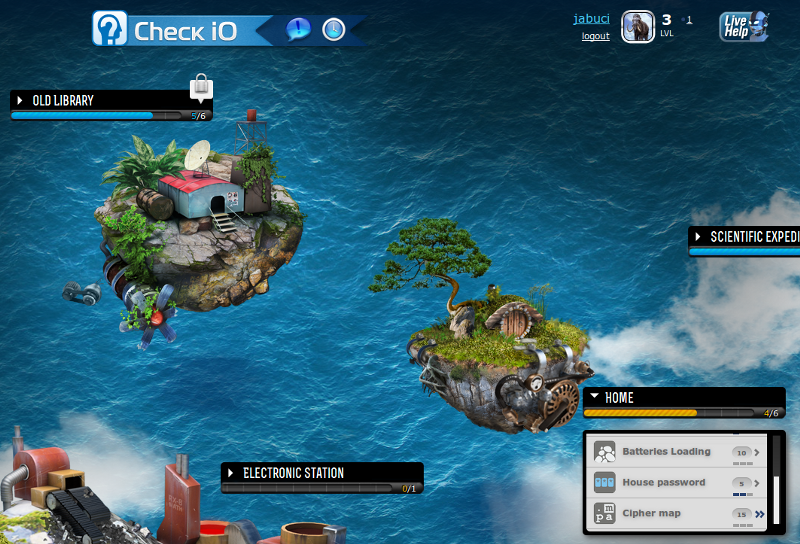 Check iO
jabuci
logout
3
LVL
1
Live
Help
OLD LIBRARY
5/6
SCIENTIFIC EXPEDI
HOME
4/6
Batteries Loading
10
House password
5
Cipher map
15
ELECTRONIC STATION
0/1